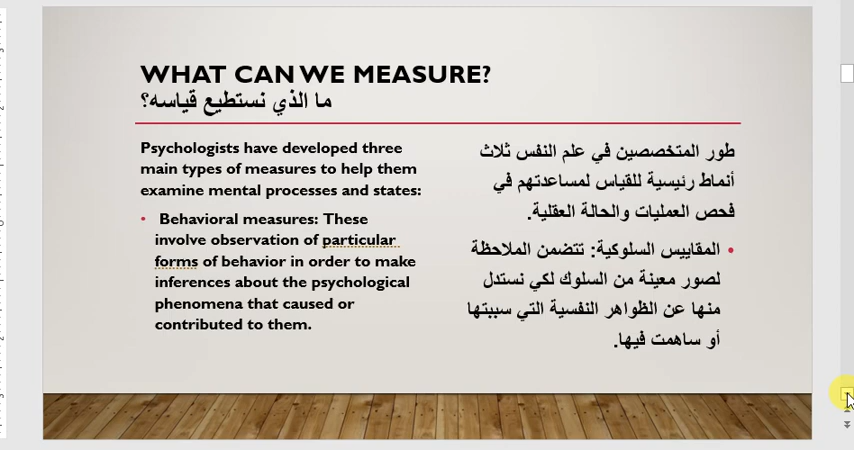 WHAT CAN WE MEASURE?
ما الذي نستطيع قياسه؟
Psychologists have developed three
main types of measures to help them
examine mental processes and states:
• Behavioral measures: These
involve observation of particular
forms of behavior in order to make
inferences about the psychological
phenomena that caused or
contributed to them.
طور المتخصصين في علم النفس ثلاث
أنماط رئيسية للقياس لمساعدتهم في
فحص العمليات والحالة العقلية.
• المقاييس السلوكية: تتضمن الملاحظة
لصور معينة من السلوك لكي نستدل
منها عن الظواهر النفسية التي سببتها
أو ساهمت فيها.